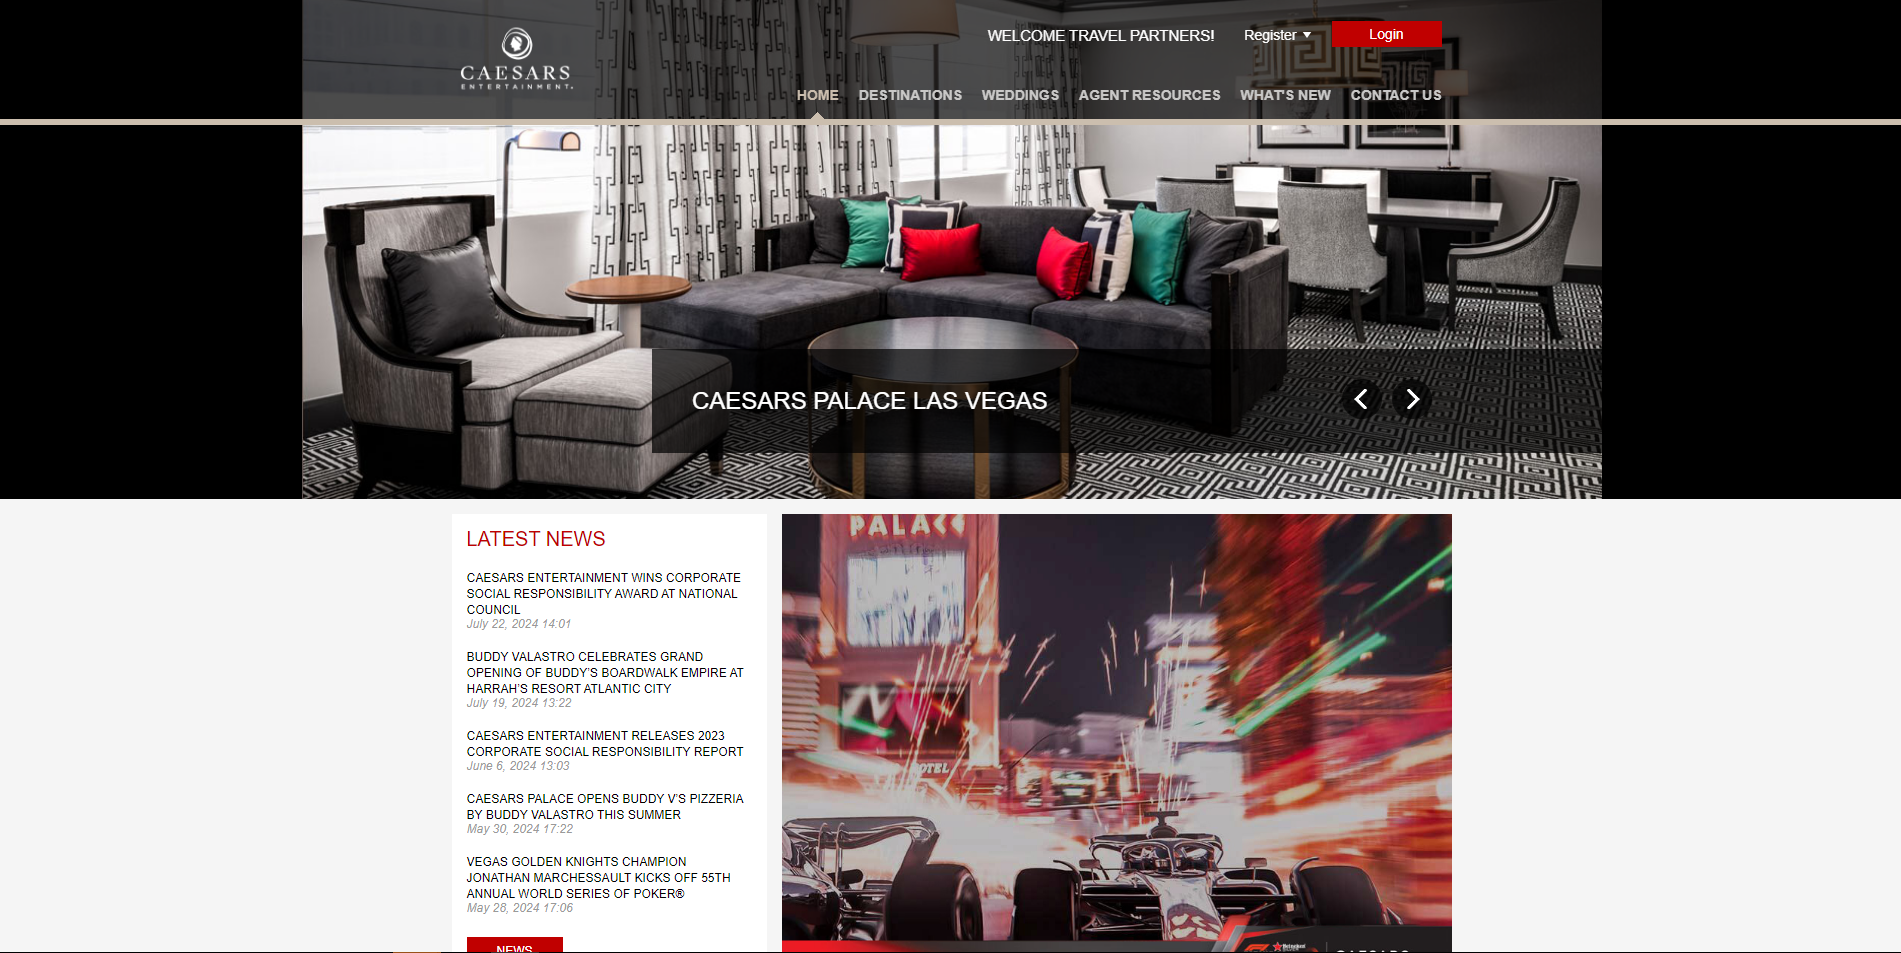 CAESARS
ENTERTAINMENT.
WELCOME TRAVEL PARTNERS!
Register
Login
HOME
DESTINATIONS
WEDDINGS
AGENT RESOURCES
WHAT'S NEW
CONTACT US
CAESARS PALACE LAS VEGAS
LATEST NEWS
CAESARS ENTERTAINMENT WINS CORPORATE
SOCIAL RESPONSIBILITY AWARD AT NATIONAL
COUNCIL
July 22, 2024 14:01
BUDDY VALASTRO CELEBRATES GRAND
OPENING OF BUDDY'S BOARDWALK EMPIRE AT
HARRAH'S RESORT ATLANTIC CITY
July 19, 2024 13:22
CAESARS ENTERTAINMENT RELEASES 2023
CORPORATE SOCIAL RESPONSIBILITY REPORT
June 6, 2024 13:03
CAESARS PALACE OPENS BUDDY V'S PIZZERIA
BY BUDDY VALASTRO THIS SUMMER
May 30, 2024 17:22
VEGAS GOLDEN KNIGHTS CHAMPION
JONATHAN MARCHESSAULT KICKS OFF 55TH
ANNUAL WORLD SERIES OF POKER®
May 28, 2024 17:06
NEWS
PALACE
HOTEL
Heineken
CAESARS